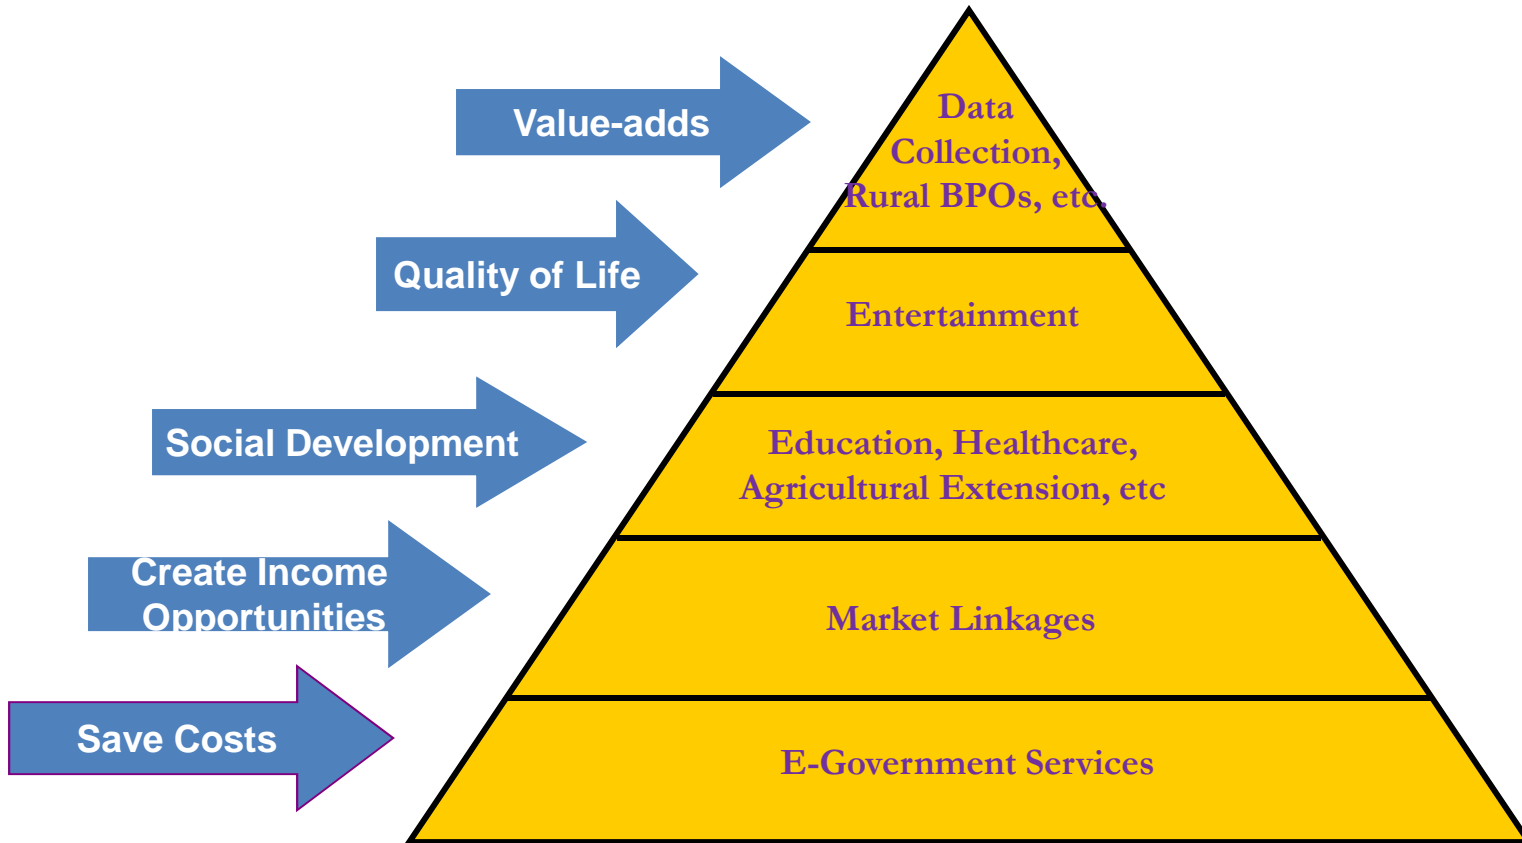 Value-adds
Data
Collection,
Rural BPOs, etc.
Quality of Life
Entertainment
Social Development
Education, Healthcare,
Agricultural Extension, etc
Create Income
Opportunities
Market Linkages
Save Costs
E-Government Services